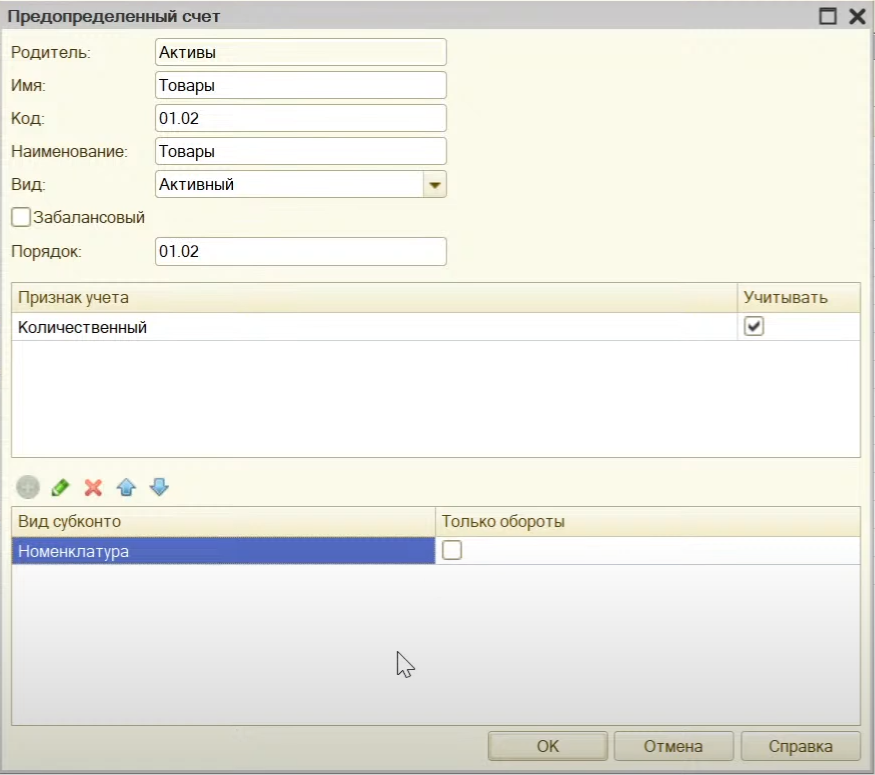 Предопределенный счет
Родитель: Активы
Имя: Товары
Код: 01.02
Наименование: Товары
Вид: Активный
Забалансовый
Порядок: 01.02
Признак учета Учитывать
Количественный
Вид субконто Только обороты
Номенклатура
OK Отмена Справка